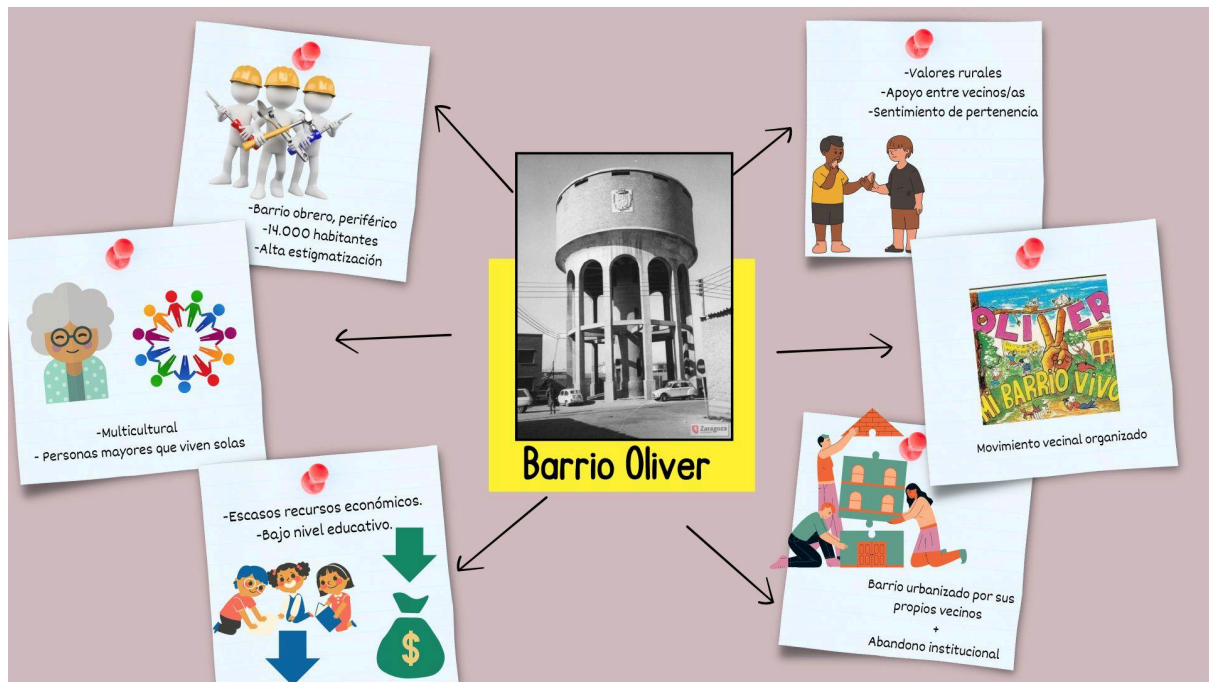 -Barrio obrero, periférico
-14.000 habitantes
-Alta estigmatización
-Valores rurales
-Apoyo entre vecinos/as
-Sentimiento de pertenencia
-Multicultural
- Personas mayores que viven solas
Zaragoza
Barrio Oliver
OLIVER
MI BARRIO VIVO
Movimiento vecinal organizado
-Escasos recursos económicos.
-Bajo nivel educativo.
$
Barrio urbanizado por sus
propios vecinos
+
Abandono institucional